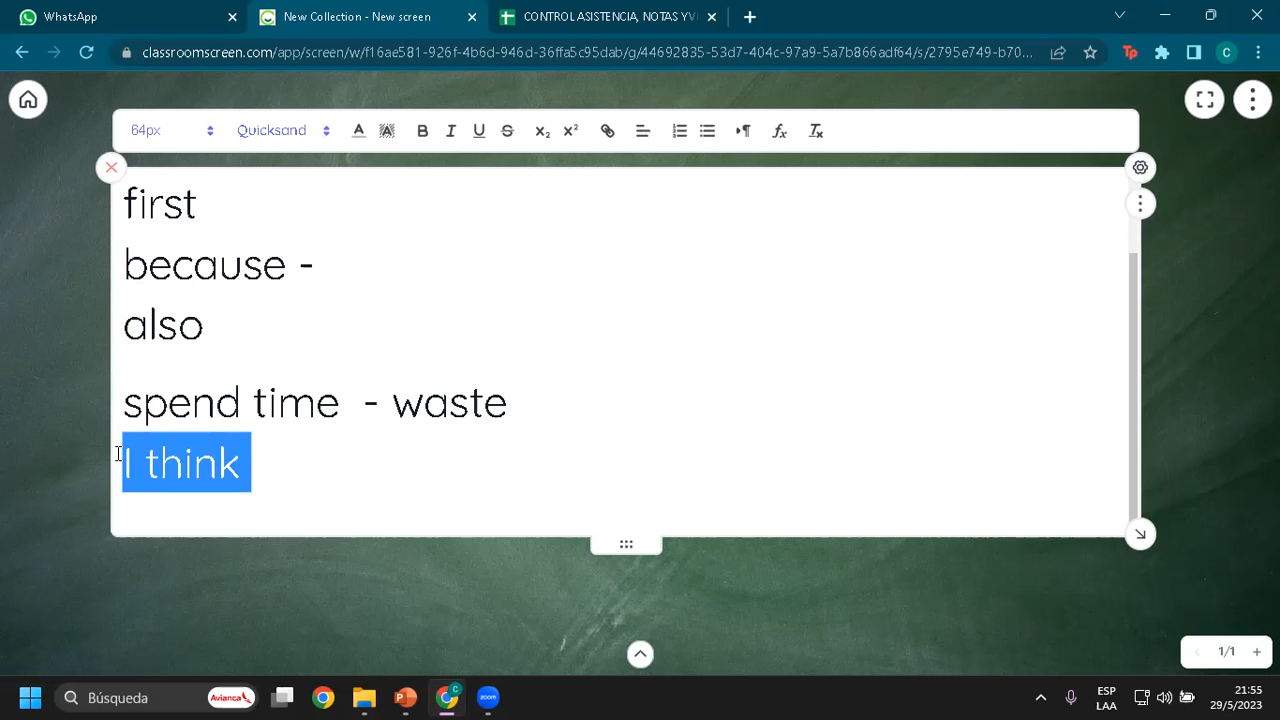 WhatsApp
New Collection - New screen
CONTROL ASISTENCIA, NOTAS Y VI
classroomscreen.com/app/screen/w/f16ae581-926f-4b6d-946d-36ffa5c95dab/g/44692835-53d7-404c-97a9-5a7b866adf64/s/2795e749-b70...
64px
Quicksand
first
because -
also
spend time - waste
I think
1/1
Búsqueda
Avianca
zoom
ESP
LAA
21:55
29/5/2023